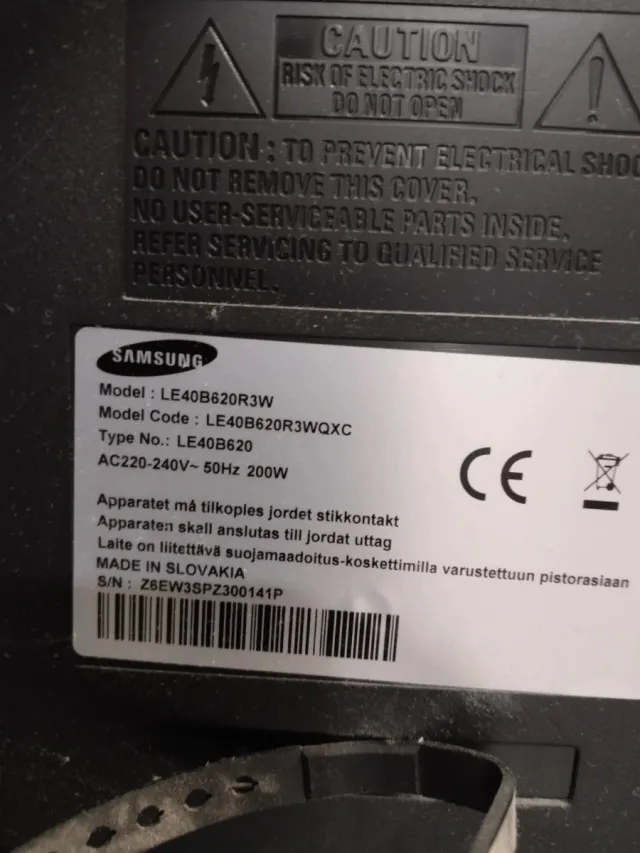 CAUTION
RISK OF ELECTRIC SHOCK
DO NOT OPEN
CAUTION : TO PREVENT ELECTRICAL SHOC
DO NOT REMOVE THIS COVER.
NO USER-SERVICEABLE PARTS INSIDE.
REFER SERVICING TO QUALIFIED SERVICE
PERSONNEL.
SAMSUNG
Model : LE40B620R3W
Model Code : LE40B620R3WQXC
Type No.: LE40B620
AC220-240V~ 50Hz 200W
CE
Apparatet må tilkoples jordet stikkontakt
Apparaten skall anslutas till jordat uttag
Laite on liitettävä suojamaadoitus-koskettimilla varustettuun pistorasiaan
MADE IN SLOVAKIA
S/N : Z6EW3SPZ300141P